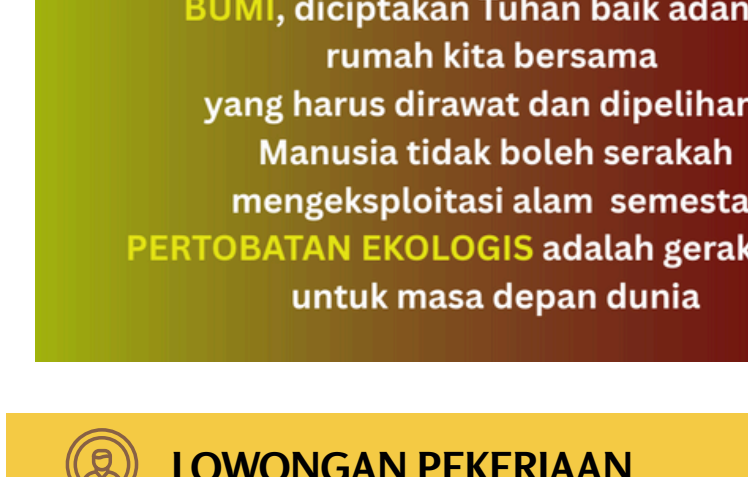 BUMI, diciptakan Tuhan baik adan
rumah kita bersama
yang harus dirawat dan dipelihar
Manusia tidak boleh serakah
mengeksploitasi alam semesta
PERTOBATAN EKOLOGIS adalah gerak
untuk masa depan dunia
LOWONGAN PEKERJAAN